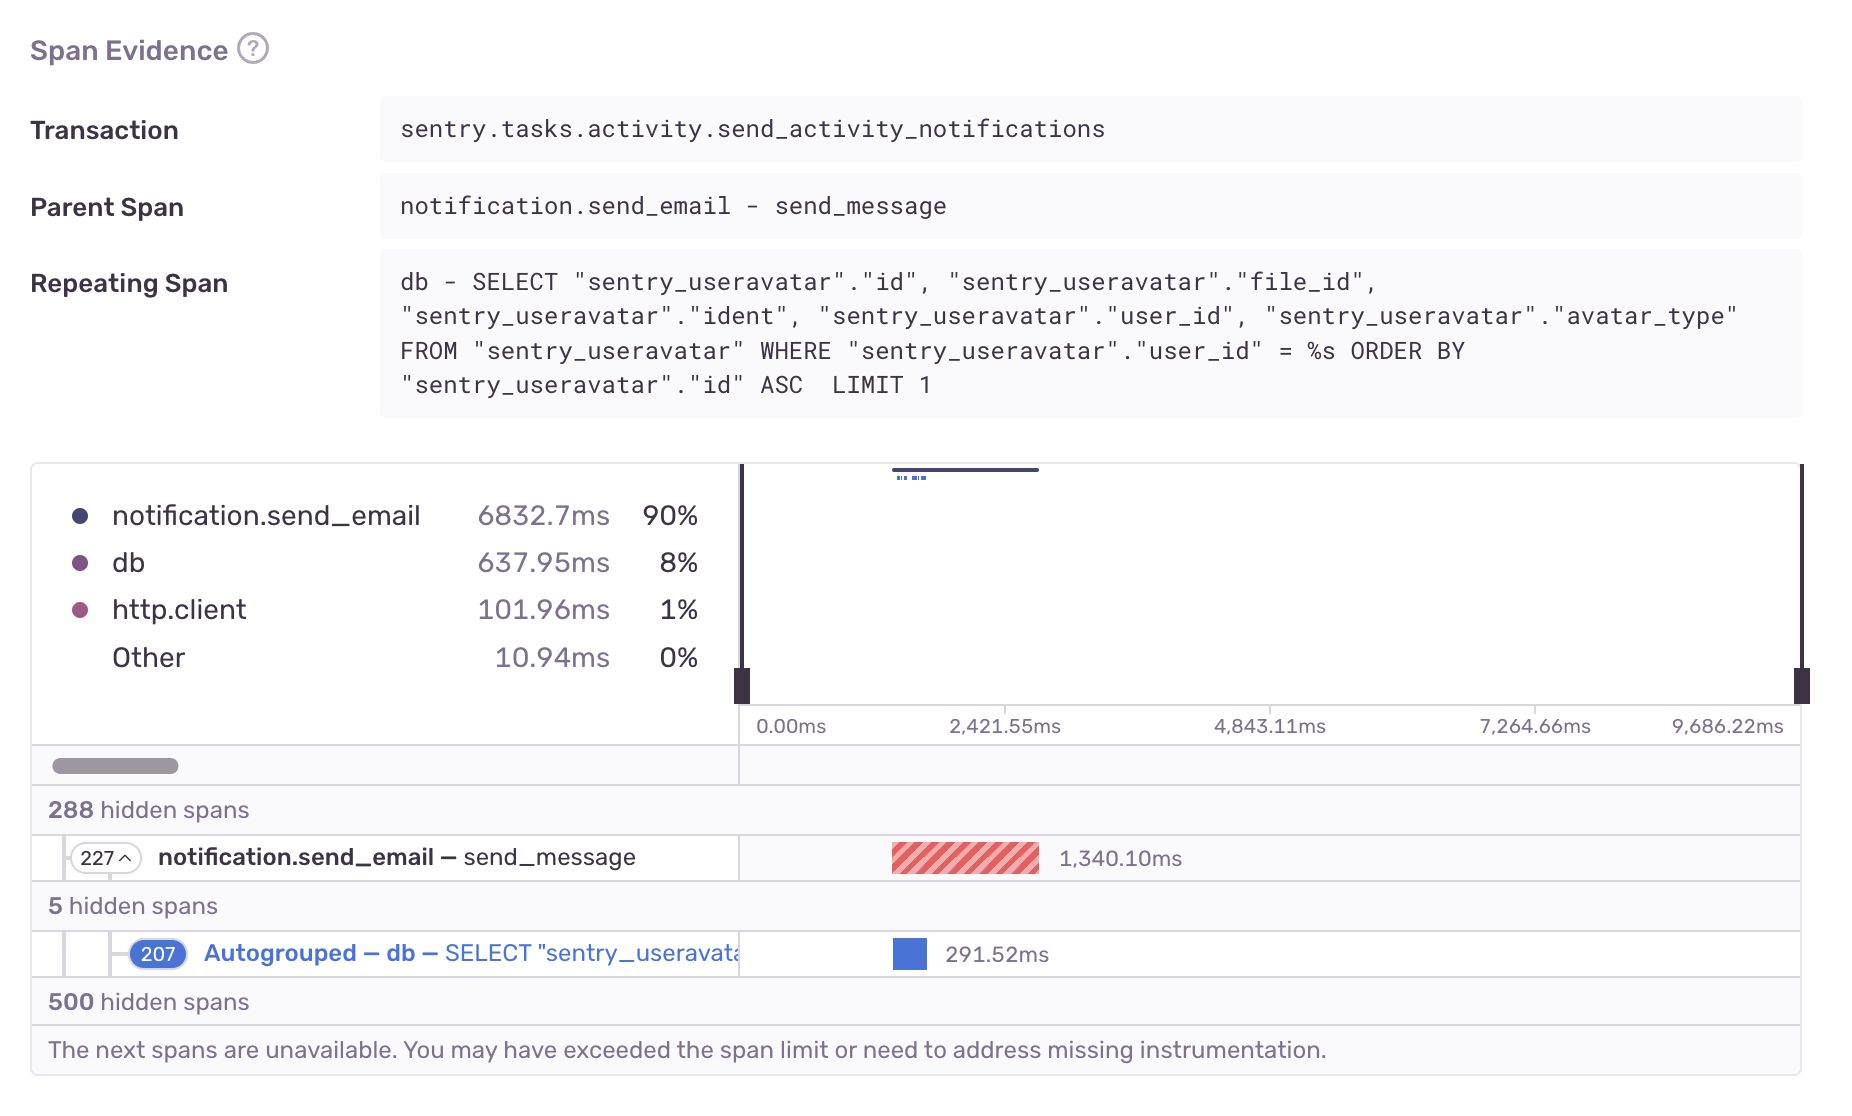 Span Evidence ?
Transaction
sentry.tasks.activity.send_activity_notifications
Parent Span
notification.send_email - send_message
Repeating Span
db - SELECT "sentry_useravatar"."id", "sentry_useravatar"."file_id",
"sentry_useravatar"."ident", "sentry_useravatar"."user_id", "sentry_useravatar"."avatar_type"
FROM "sentry_useravatar" WHERE "sentry_useravatar"."user_id" = %s ORDER BY
"sentry_useravatar"."id" ASC  LIMIT 1
notification.send_email 6832.7ms 90%
db 637.95ms 8%
http.client 101.96ms 1%
Other 10.94ms 0%
0.00ms 2,421.55ms 4,843.11ms 7,264.66ms 9,686.22ms
288 hidden spans
227 notification.send_email — send_message 1,340.10ms
5 hidden spans
207 Autogrouped — db — SELECT "sentry_useravata 291.52ms
500 hidden spans
The next spans are unavailable. You may have exceeded the span limit or need to address missing instrumentation.